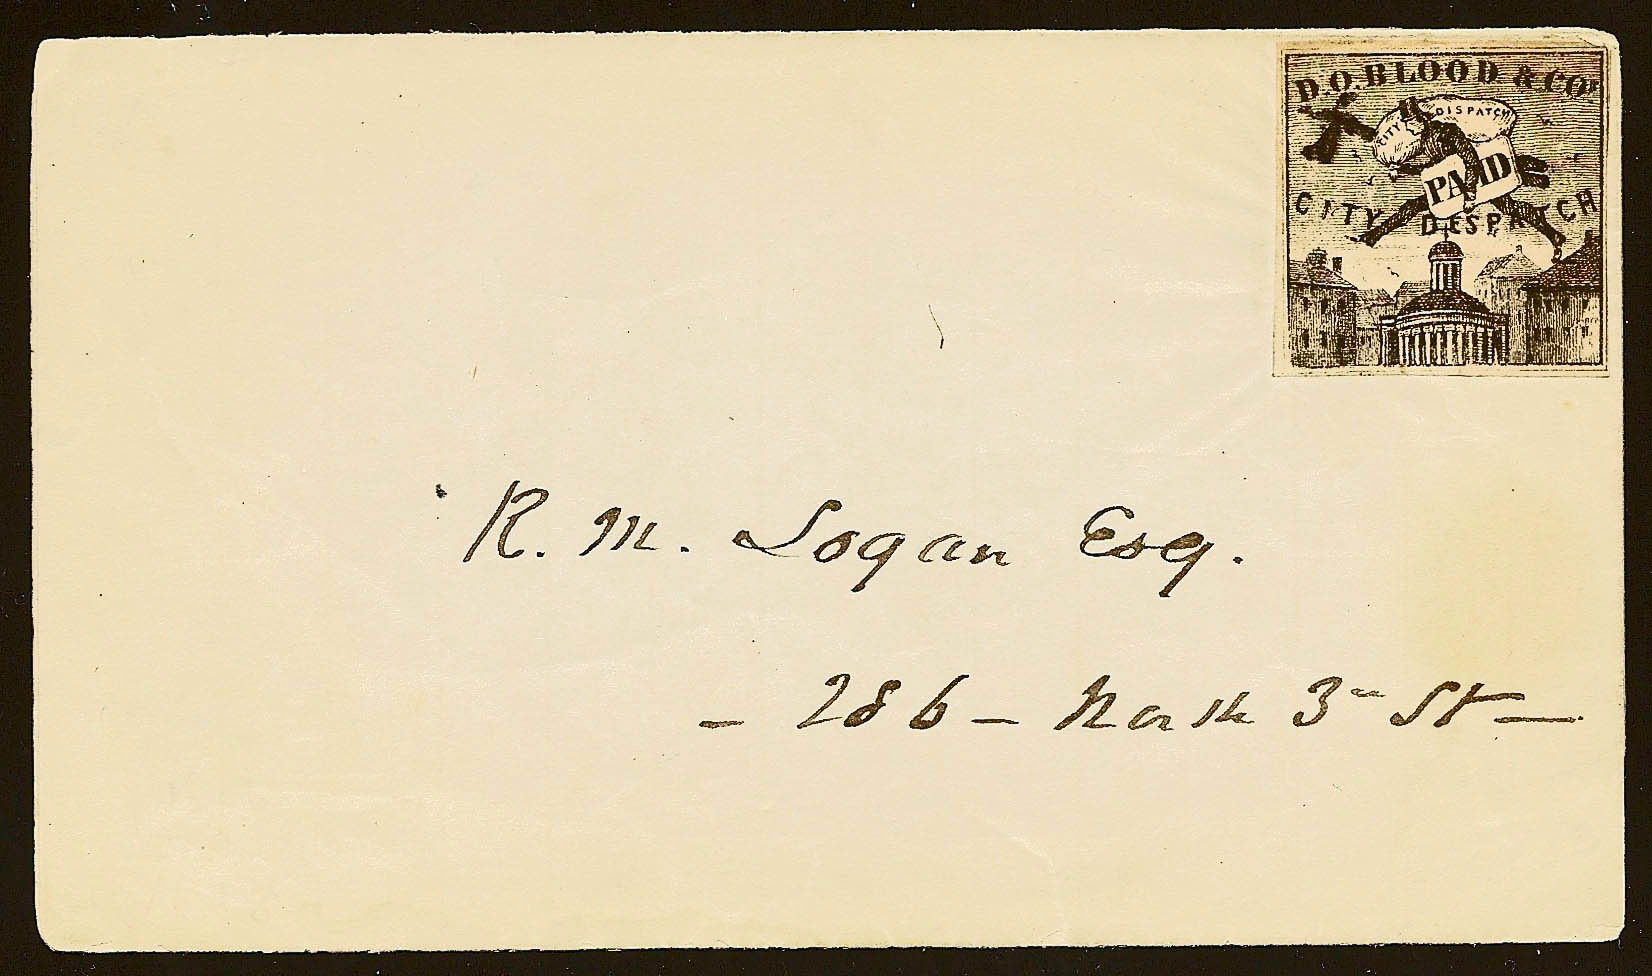 D.O. BLOOD & CO'S
CITY DISPATCH
PAID
CITY DESPATCH
R. M. Logan Esq.
— 286 — North 3rd St —